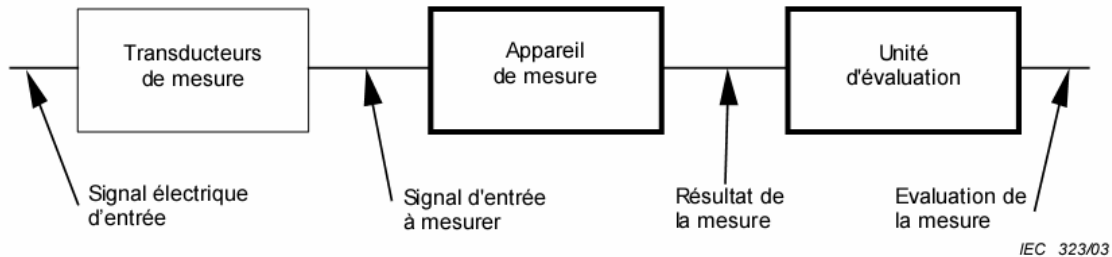 Transducteurs
de mesure
Appareil
de mesure
Unité
d'évaluation
Signal électrique
d'entrée
Signal d'entrée
à mesurer
Résultat de
la mesure
Evaluation de
la mesure
IEC 323/03